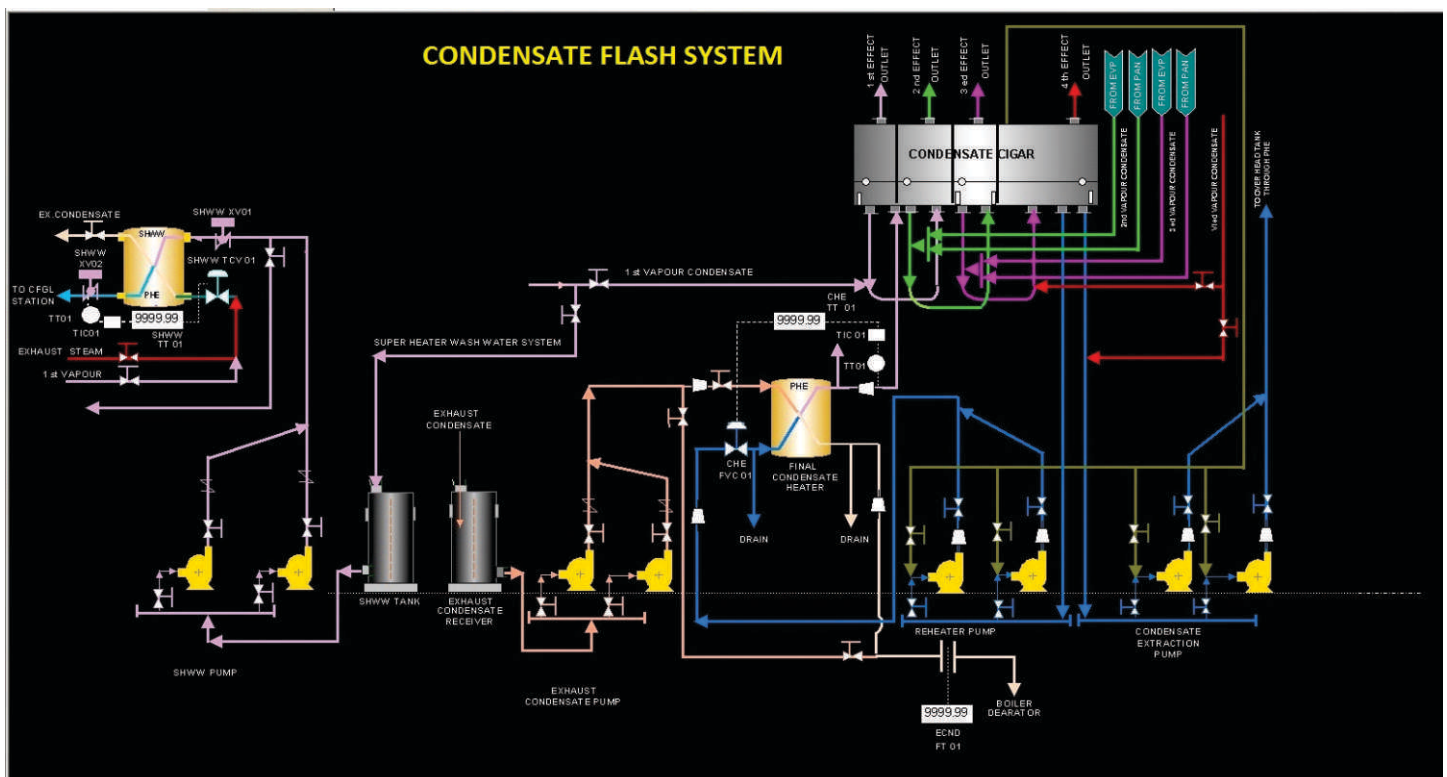 CONDENSATE FLASH SYSTEM
1 st EFFECT
OUTLET
2 nd EFFECT
OUTLET
3 ed EFFECT
OUTLET
4 th EFFECT
OUTLET
FROM EVP
FROM PAN
FROM EVP
FROM PAN
CONDENSATE CIGAR
2nd VAPOUR CONDENSATE
3 ed VAPOUR CONDENSATE
TO OVER HEAD TANK
THROUGH PHE
EX.CONDENSATE
SHWW XV01
SHWW
SHWW
XV02
SHWW TCV 01
PHE
TO CFGL
STATION
TT01
TIC01
9999.99
SHWW
TT 01
EXHAUST STEAM
1 st VAPOUR
1 st VAPOUR CONDENSATE
CHE
TT 01
9999.99
TIC 01
TT01
SUPER HEATER WASH WATER SYSTEM
PHE
EXHAUST
CONDENSATE
CHE
FVC 01
FINAL
CONDENSATE
HEATER
DRAIN
DRAIN
SHWW TANK
EXHAUST
CONDENSATE
RECEIVER
REHEATER PUMP
CONDENSATE
EXTRACTION
PUMP
SHWW PUMP
EXHAUST
CONDENSATE PUMP
BOILER
DEARATOR
9999.99
ECND
FT 01